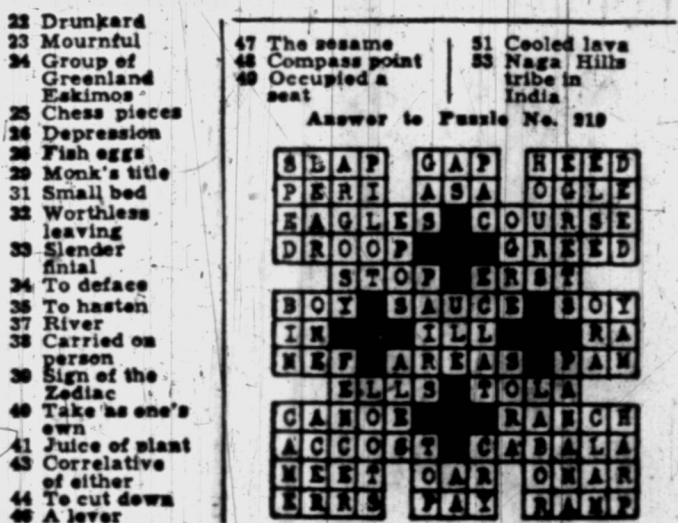 22 Drunkard
23 Mournful
24 Group of
Greenland
Eskimos
25 Chess pieces
26 Depression
28 Fish eggs
29 Monk's title
31 Small bed
32 Worthless
leaving
33 Slender
finial
34 To deface
35 To hasten
37 River
38 Carried on
person
39 Sign of the
Zodiac
40 Take as one's
own
41 Juice of plant
43 Correlative
of either
44 To cut down
46 A lever
47 The sesame
48 Compass point
49 Occupied a
seat
51 Cooled lava
53 Naga Hills
tribe in
India
Answer to Puzzle No. 219
SLAP GAP HEED
PERI ASA OGLE
EAGLES COURSE
DROOP GREED
STOP ERST
BOY SAUCE SOY
IN ILL RA
NEF AREAS PAN
ELLS TOLA
CANOE RANCH
ACCOST CABALA
MEET OAR OMAR
ERRS PAY RAMP